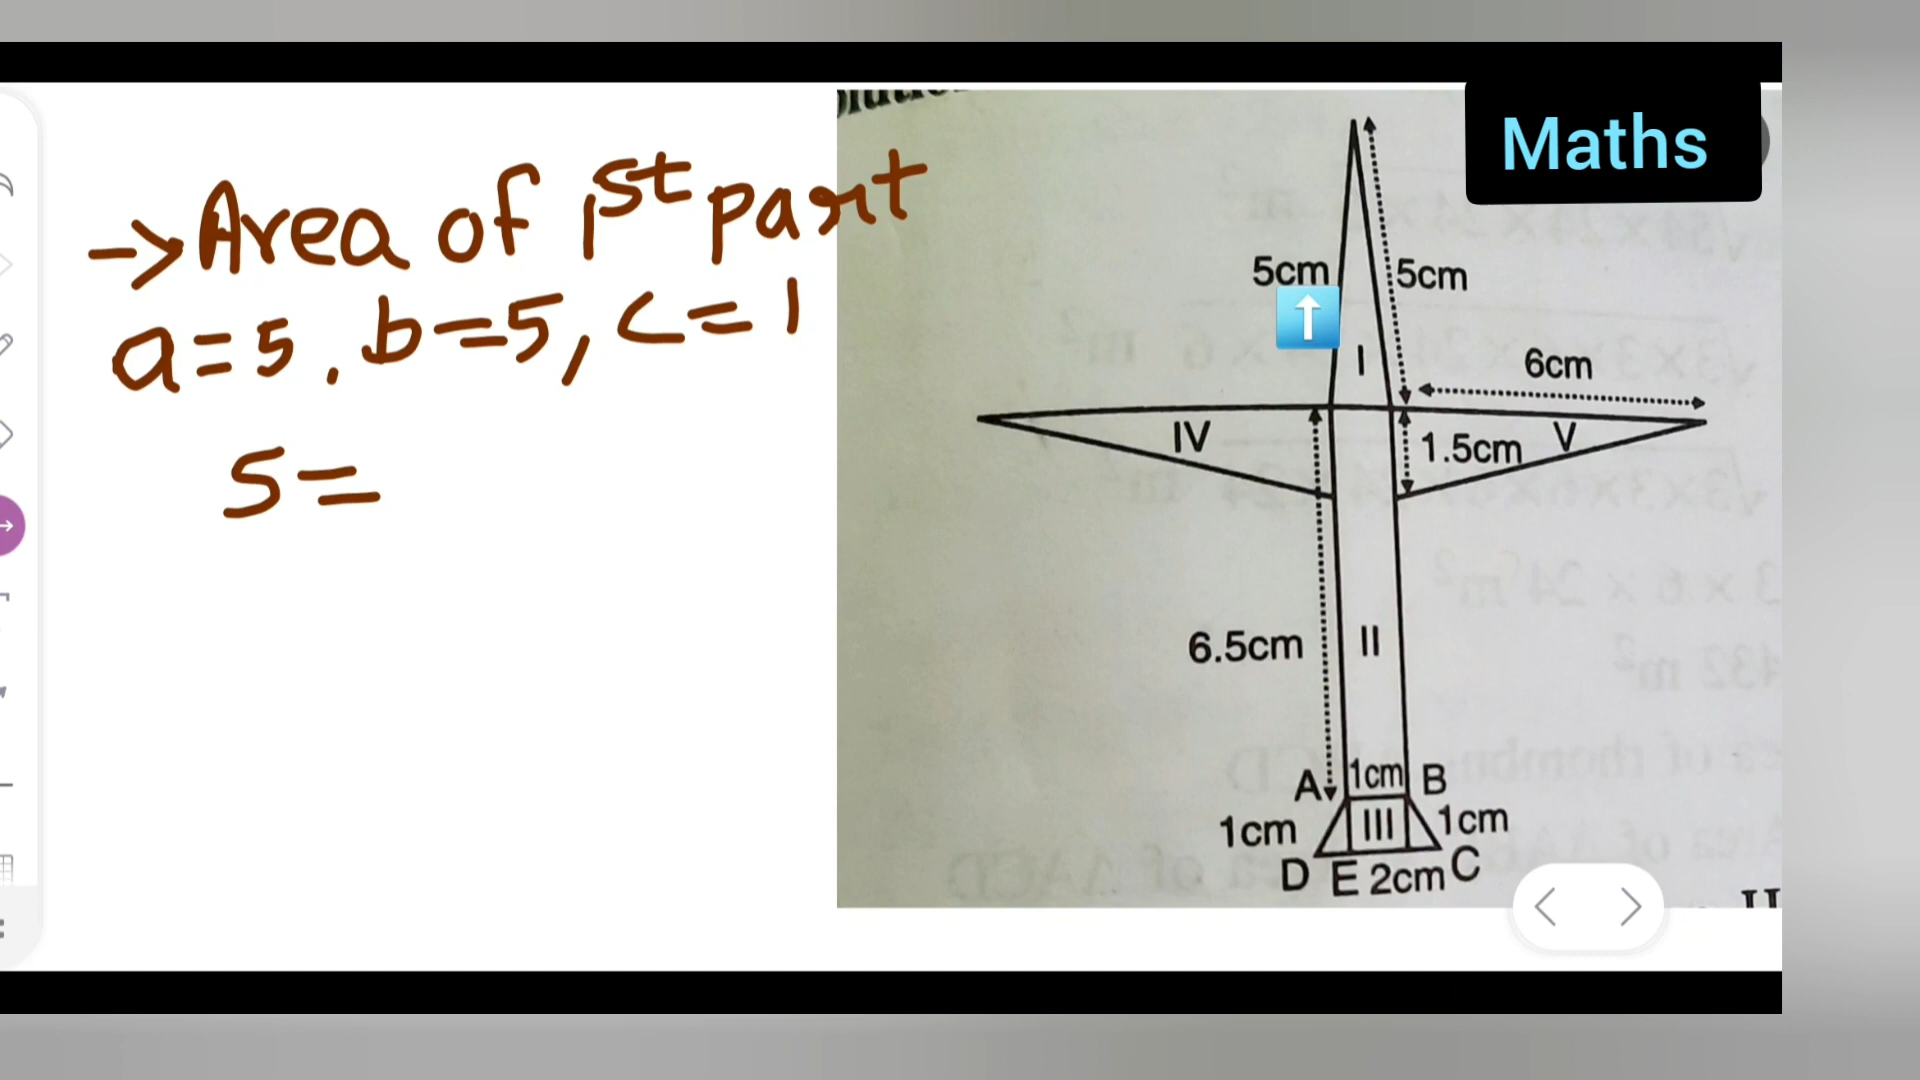 Maths
→ Area of 1st part
a=5. b=5, c=1
S=
5cm
5cm
I
6cm
IV
1.5cm
V
6.5cm
II
A
1cm
B
1cm
III
1cm
D
E
2cm
C